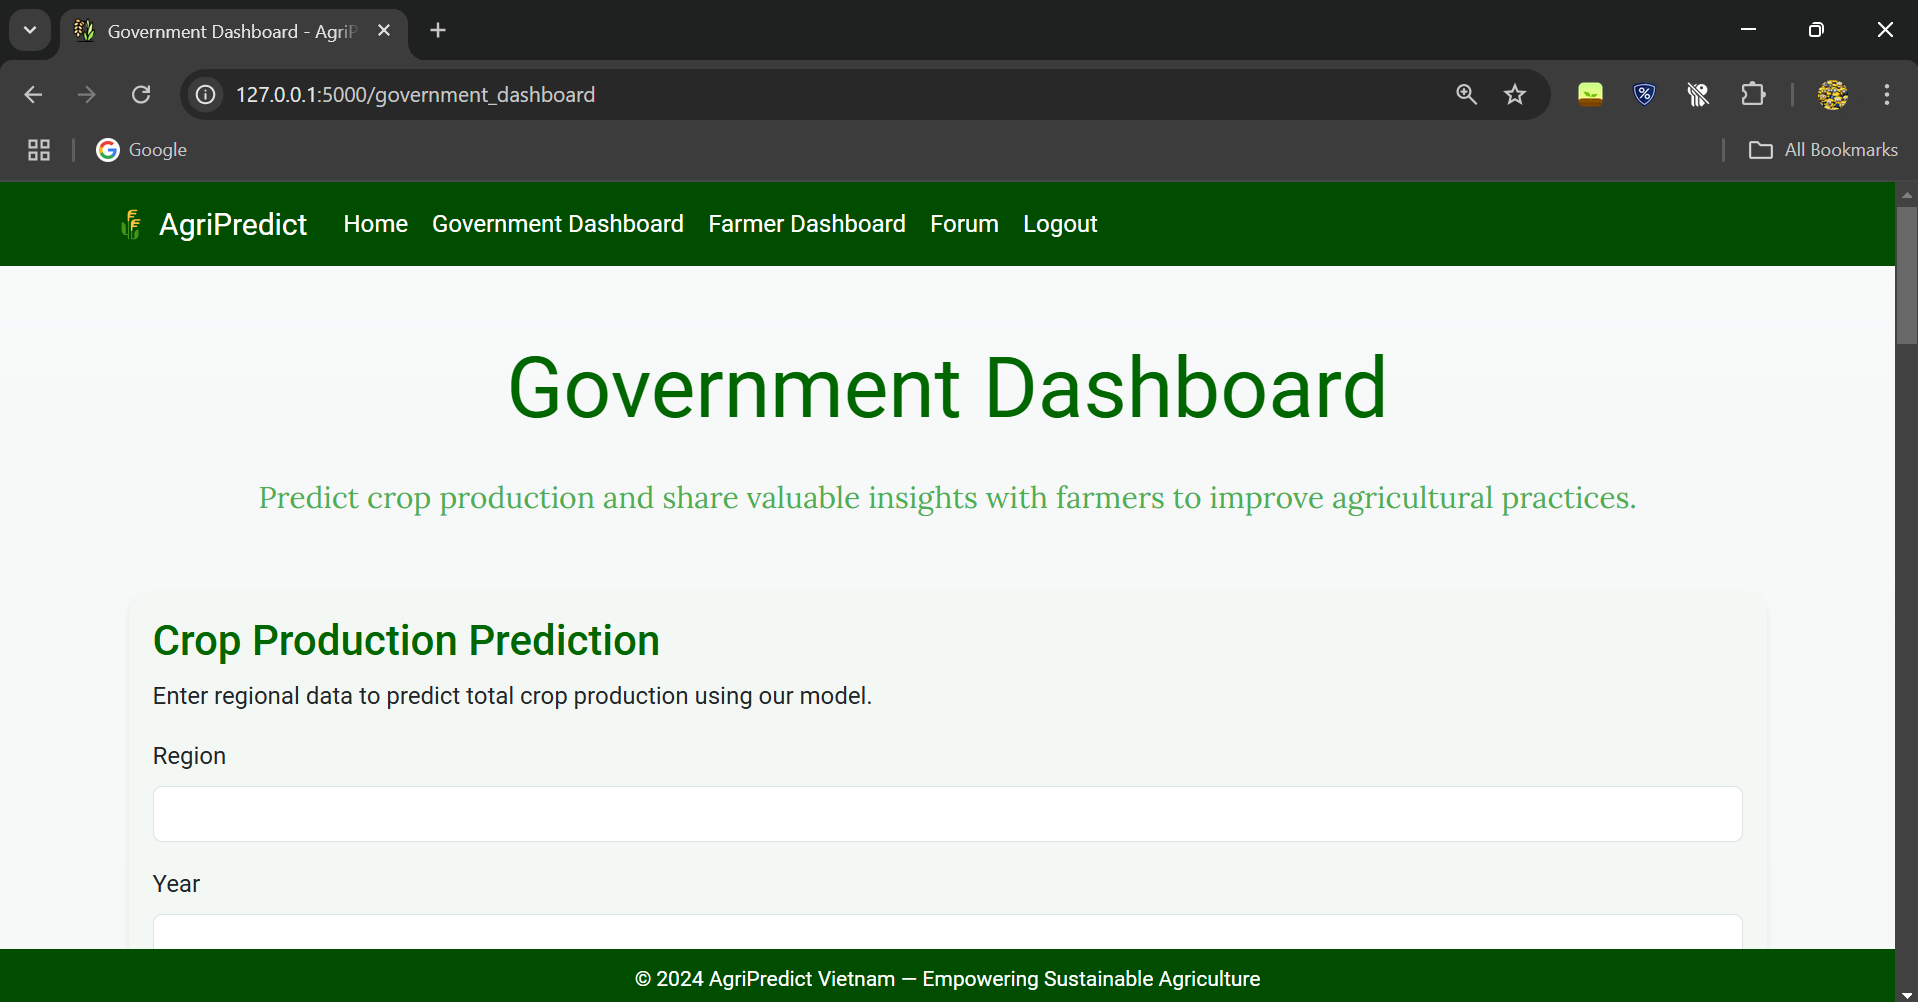 Government Dashboard - AgriP
127.0.0.1:5000/government_dashboard
Google
All Bookmarks
AgriPredict Home Government Dashboard Farmer Dashboard Forum Logout
Government Dashboard
Predict crop production and share valuable insights with farmers to improve agricultural practices.
Crop Production Prediction
Enter regional data to predict total crop production using our model.
Region
Year
© 2024 AgriPredict Vietnam — Empowering Sustainable Agriculture